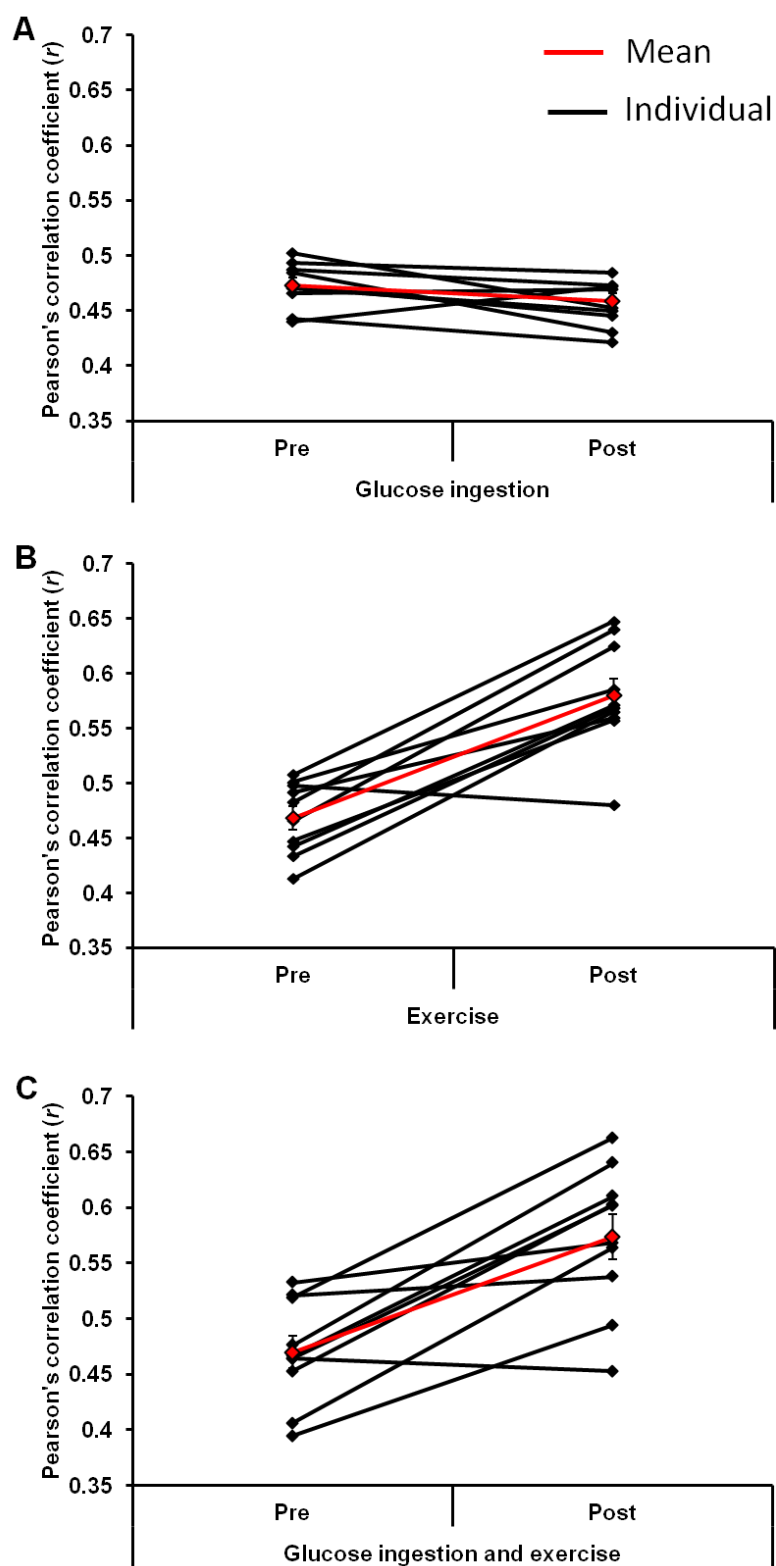 A
Pearson's correlation coefficient (r)
0.7
0.65
0.6
0.55
0.5
0.45
0.4
0.35
Mean
Individual
Pre
Post
Glucose ingestion
B
Pearson's correlation coefficient (r)
0.7
0.65
0.6
0.55
0.5
0.45
0.4
0.35
Pre
Post
Exercise
C
Pearson's correlation coefficient (r)
0.7
0.65
0.6
0.55
0.5
0.45
0.4
0.35
Pre
Post
Glucose ingestion and exercise